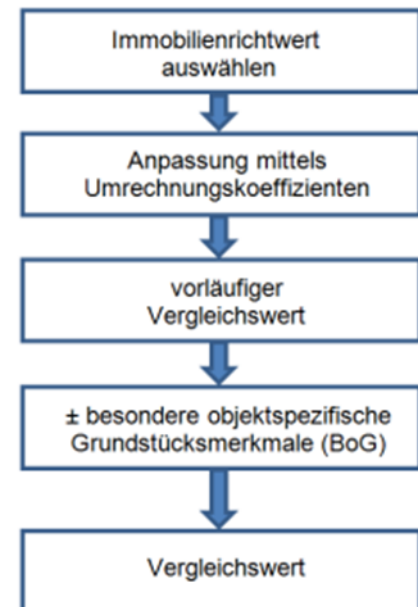 Immobilienrichtwert
auswählen
Anpassung mittels
Umrechnungskoeffizienten
vorläufiger
Vergleichswert
± besondere objektspezifische
Grundstücksmerkmale (BoG)
Vergleichswert